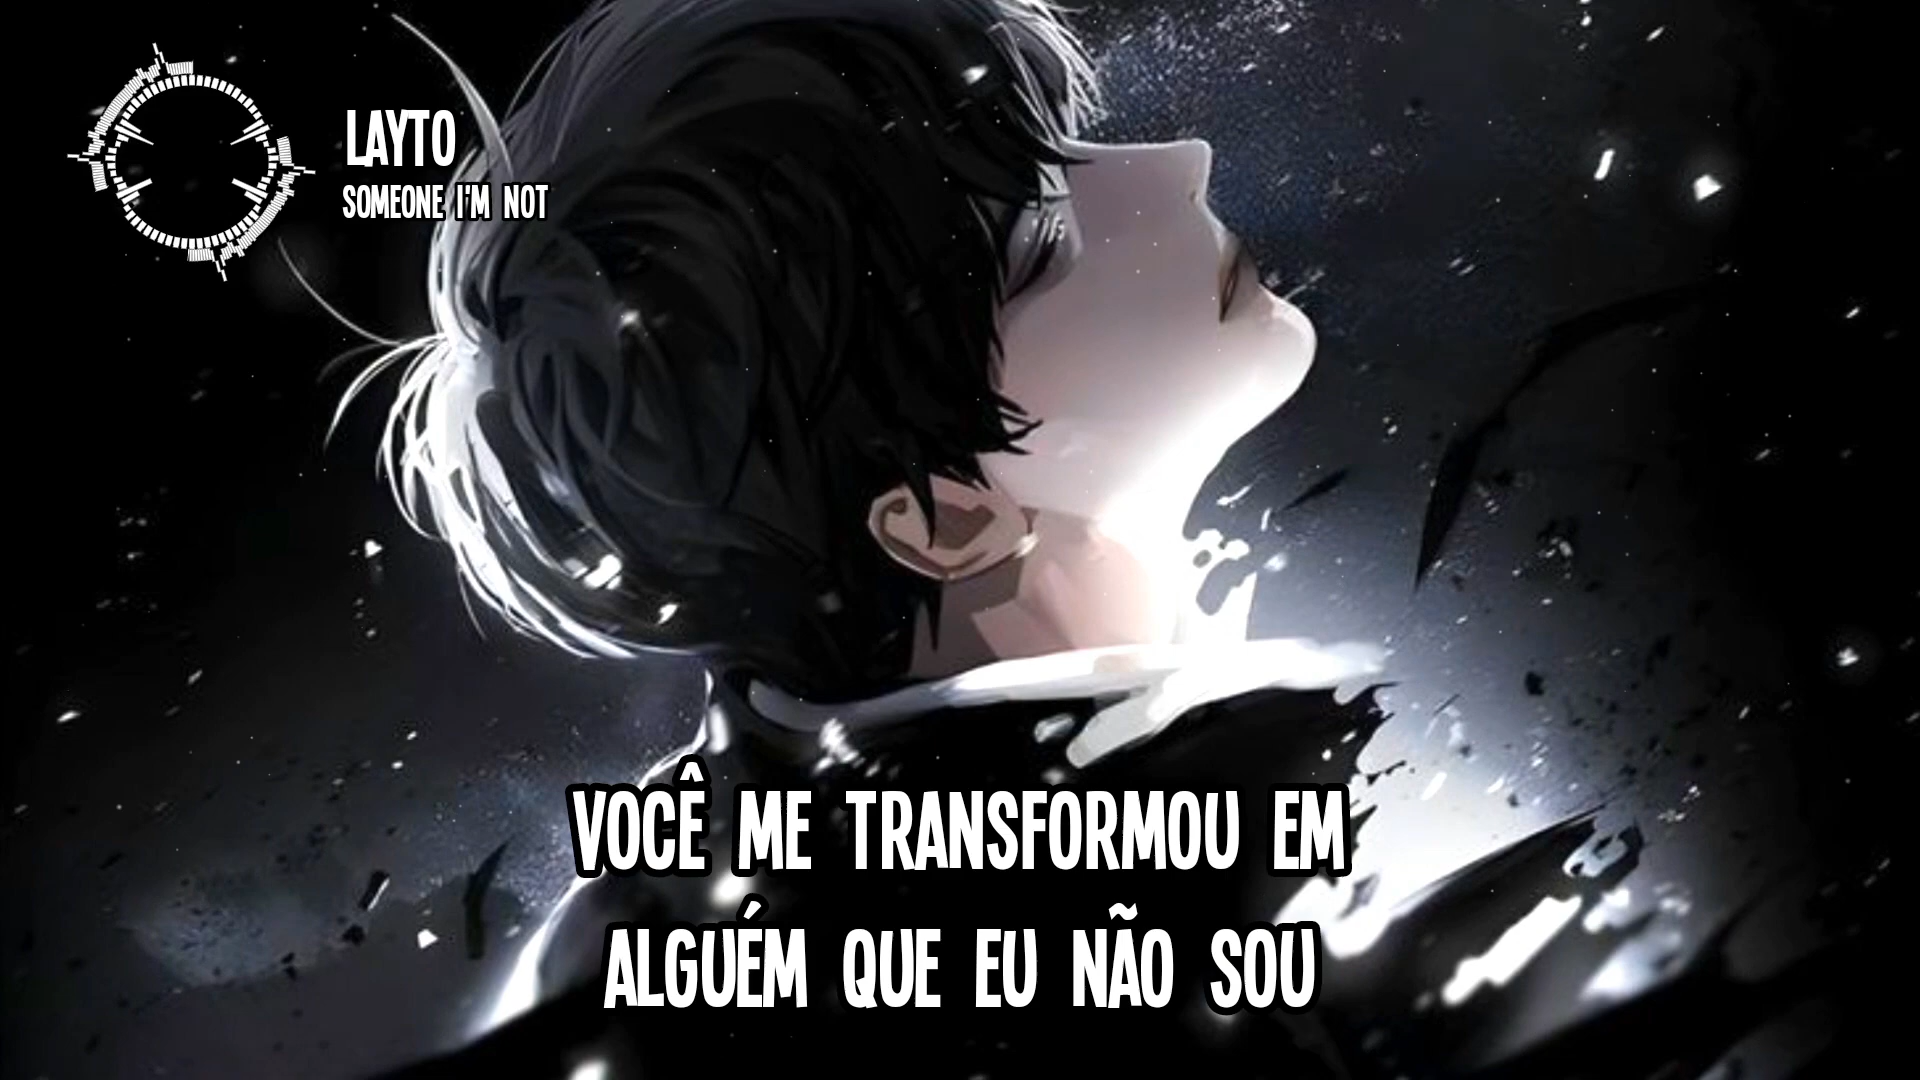 LAYTO
SOMEONE I'M NOT
VOCÊ ME TRANSFORMOU EM
ALGUÉM QUE EU NÃO SOU